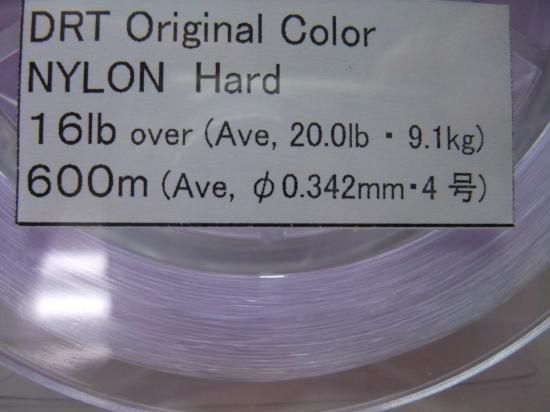 DRT Original Color
NYLON Hard
16lb over (Ave, 20.0lb・9.1kg)
600m (Ave, φ0.342mm・4 号)